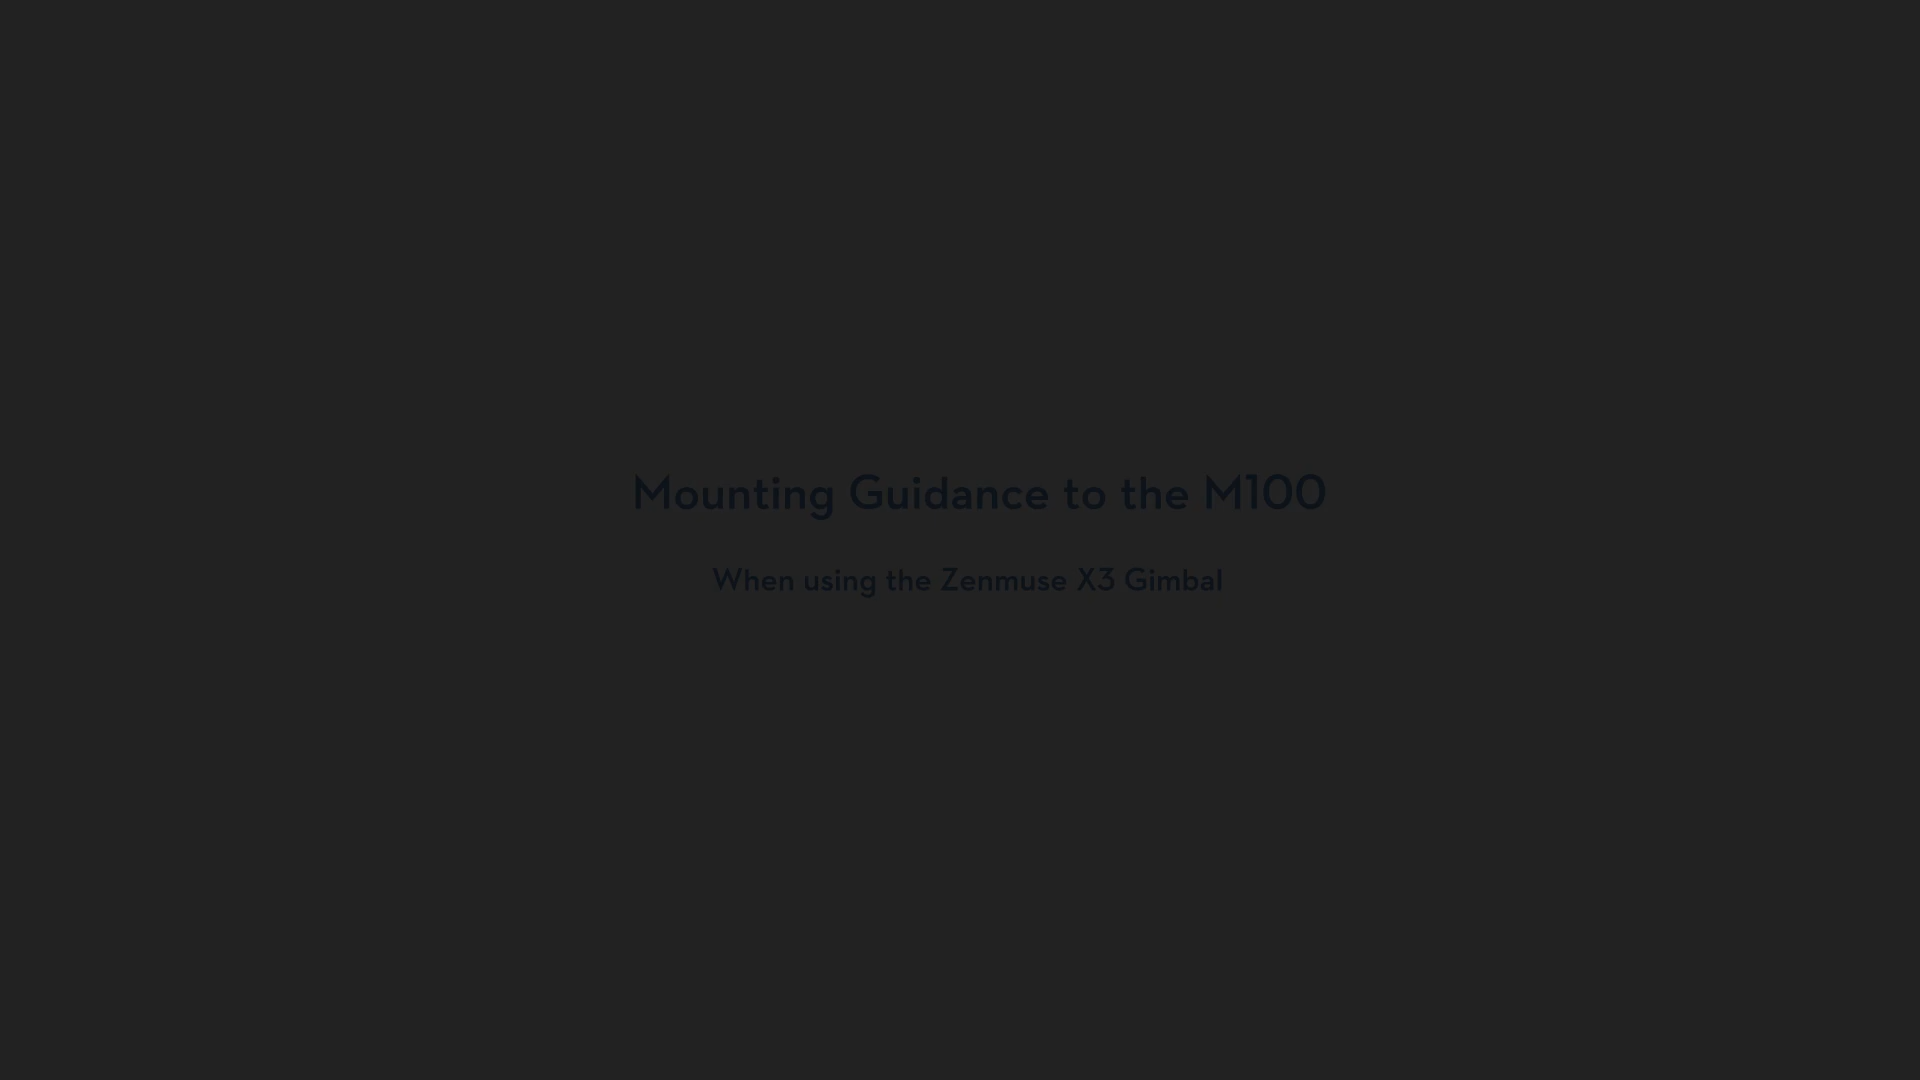 Mounting Guidance to the M100
When using the Zenmuse X3 Gimbal